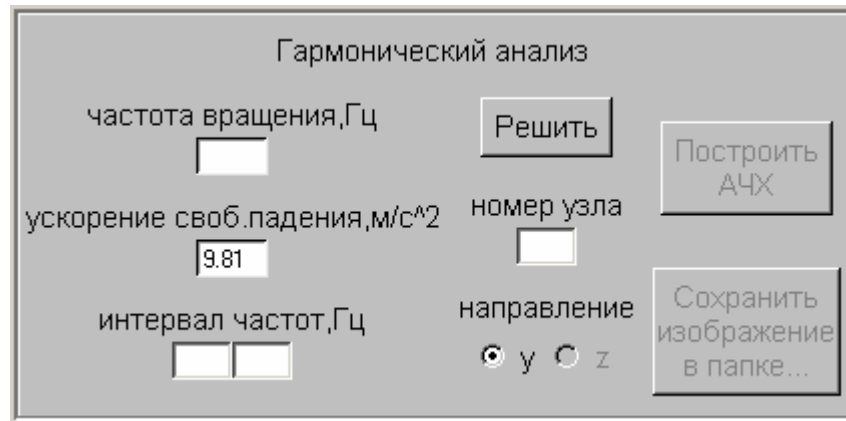 Гармонический анализ
частота вращения,Гц
Решить
Построить
АЧХ
ускорение своб.падения,м/с^2
9.81
номер узла
интервал частот,Гц
направление
y z
Сохранить
изображение
в папке...